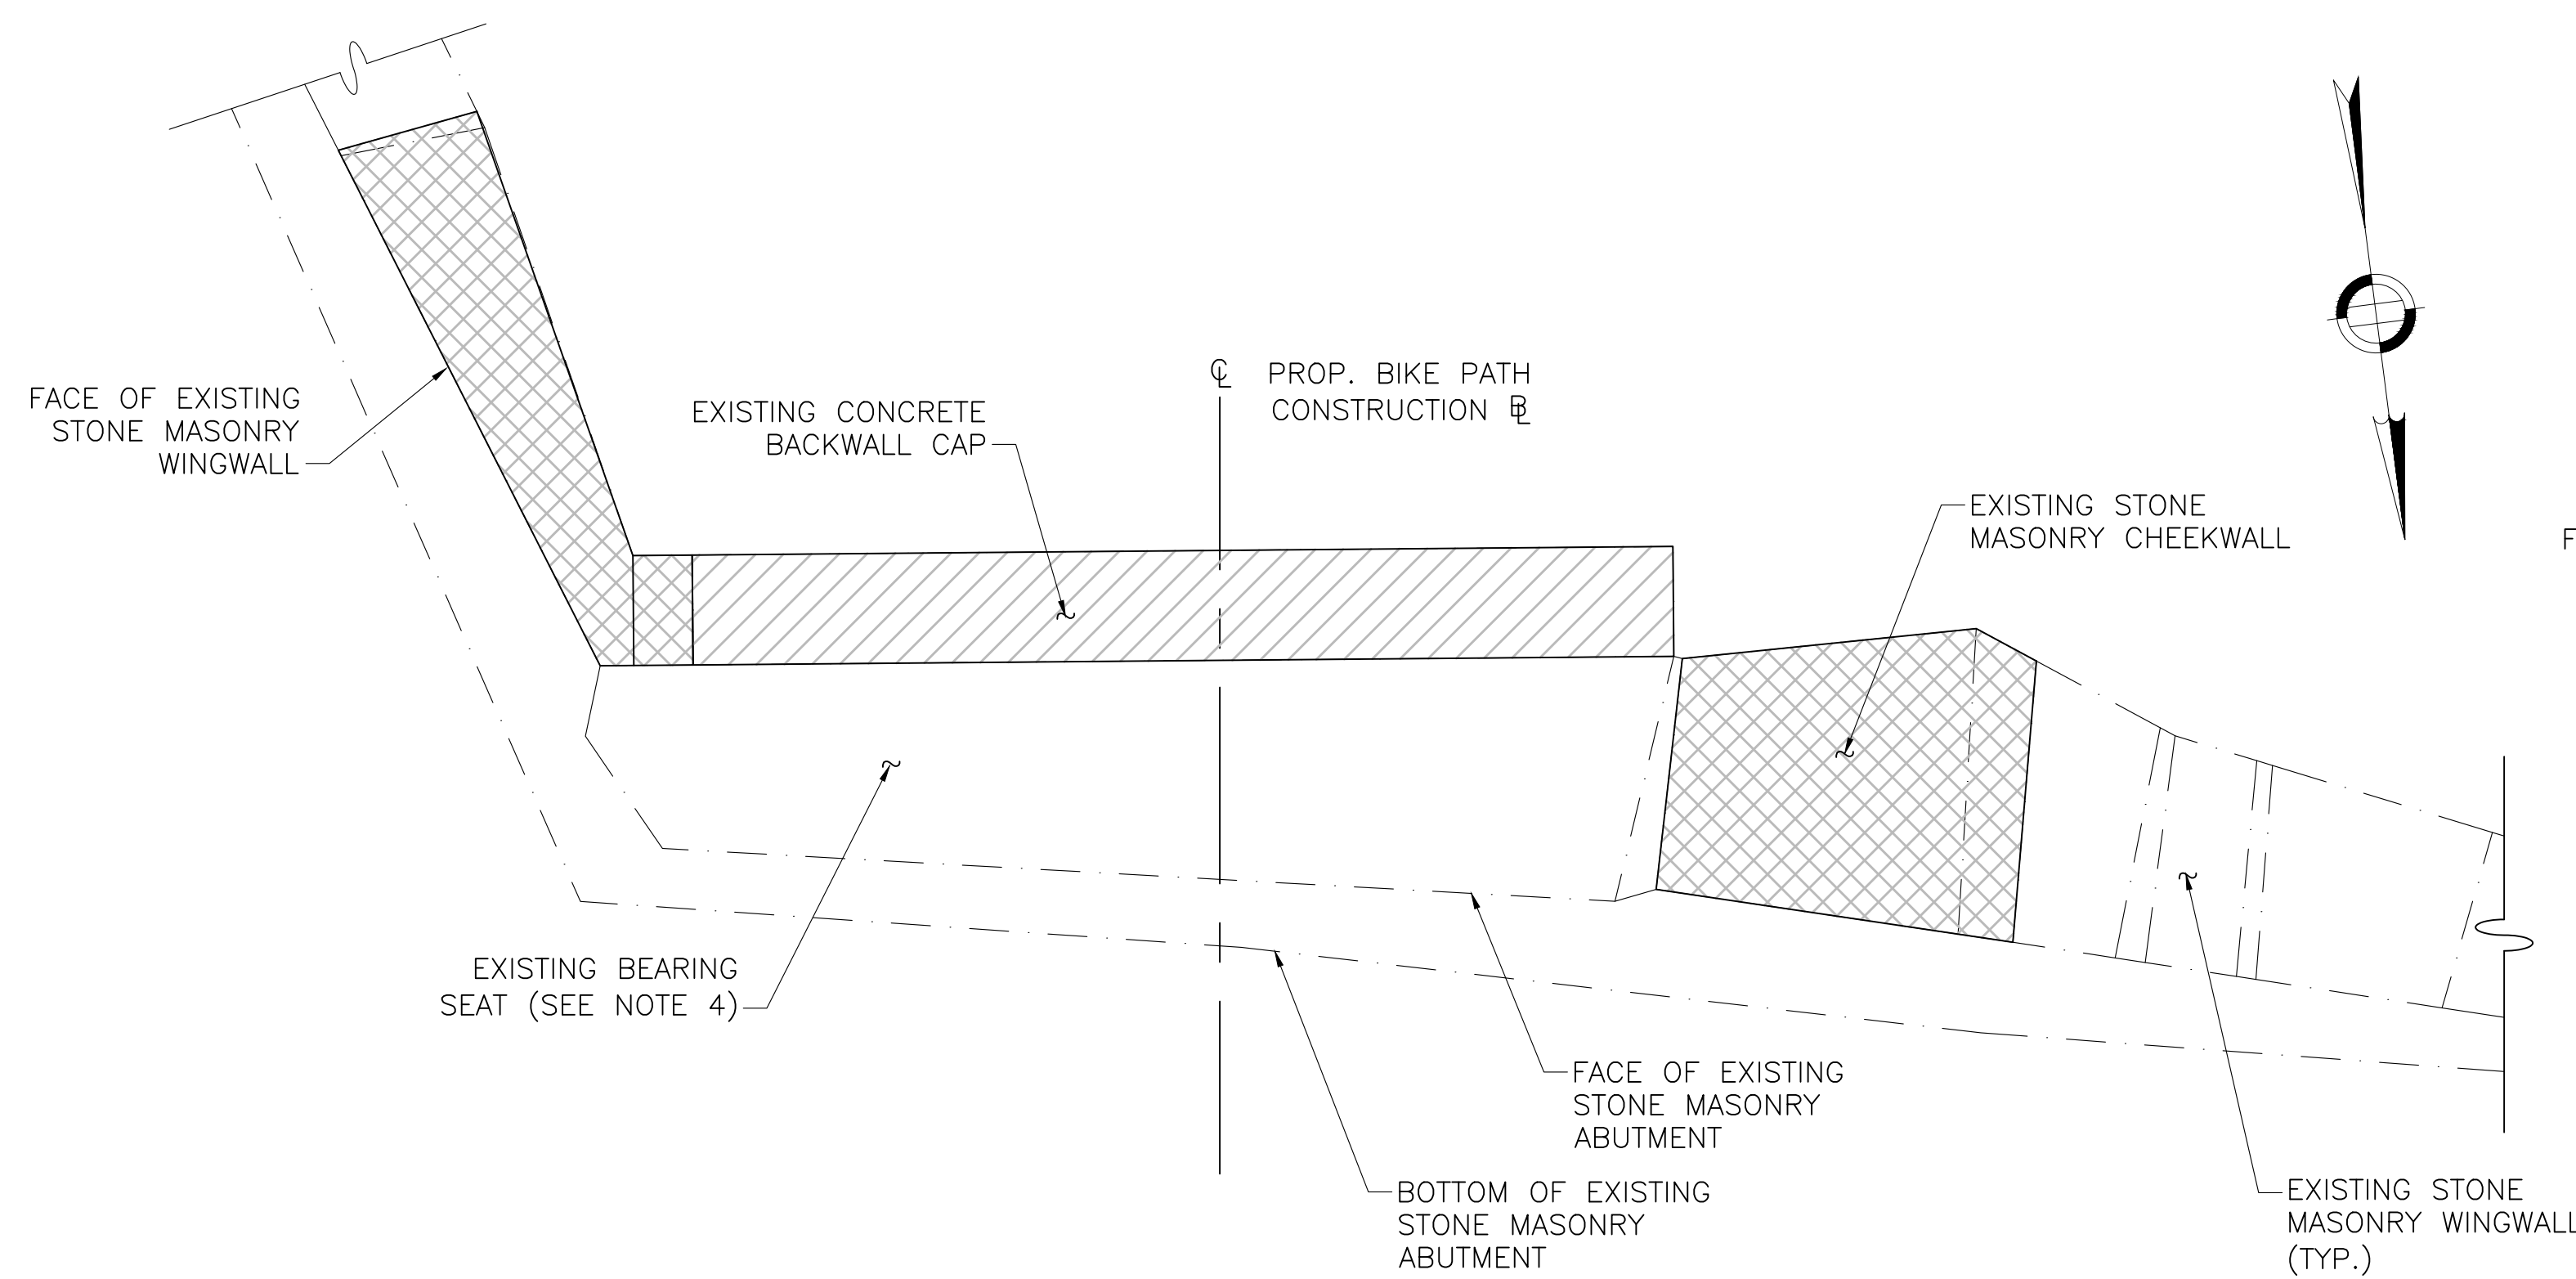 FACE OF EXISTING
STONE MASONRY
WINGWALL
EXISTING CONCRETE
BACKWALL CAP
℄ PROP. BIKE PATH
CONSTRUCTION BL
EXISTING STONE
MASONRY CHEEKWALL
F
EXISTING BEARING
SEAT (SEE NOTE 4)
FACE OF EXISTING
STONE MASONRY
ABUTMENT
BOTTOM OF EXISTING
STONE MASONRY
ABUTMENT
EXISTING STONE
MASONRY WINGWALL
(TYP.)